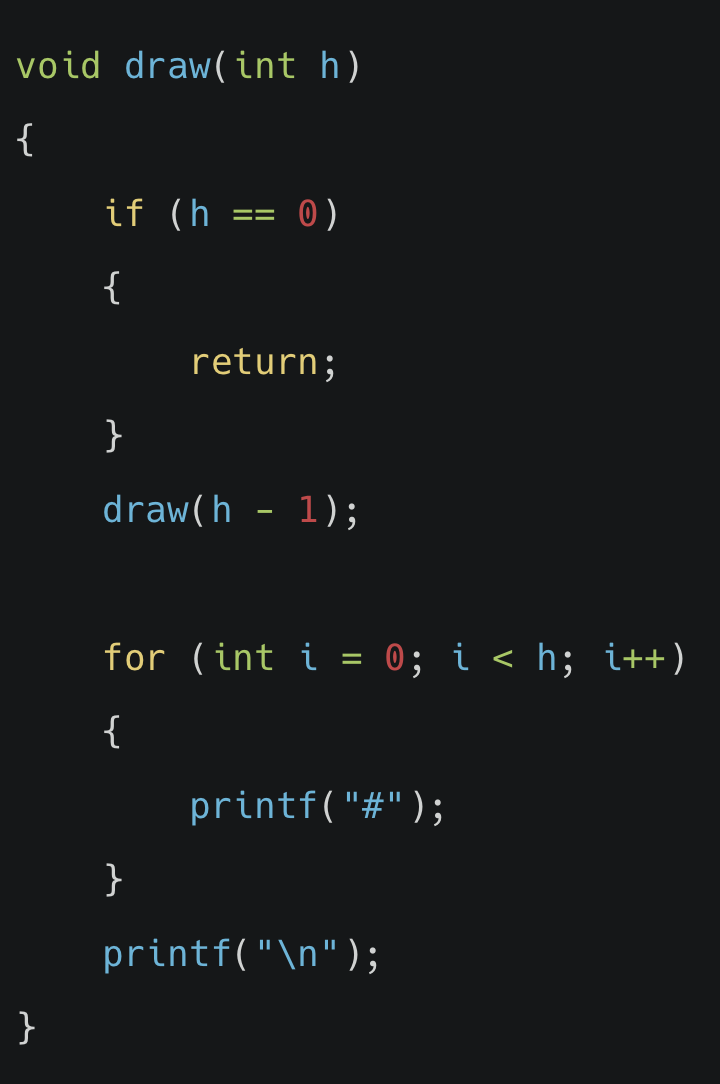 void draw(int h)
{
    if (h == 0)
    {
        return;
    }
    draw(h - 1);

    for (int i = 0; i < h; i++)
    {
        printf("#");
    }
    printf("\n");
}